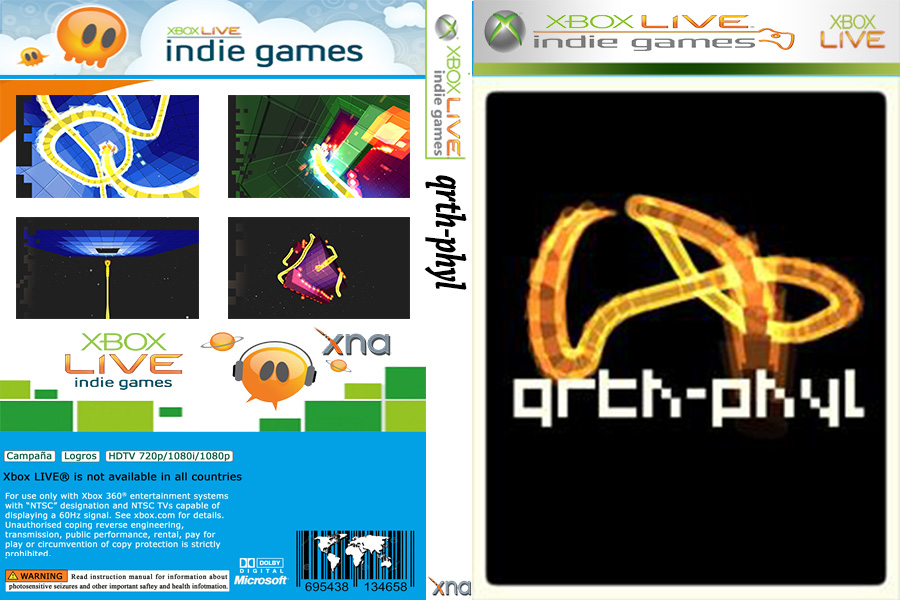 XBOX LIVE
indie games
XBOX LIVE
indie games
XNA
Campaña
Logros
HDTV 720p/1080i/1080p
Xbox LIVE® is not available in all countries
For use only with Xbox 360® entertainment systems
with “NTSC” designation and NTSC TVs capable of
displaying a 60Hz signal. See xbox.com for details.
Unauthorised coping reverse engineering,
transmission, public performance, rental, pay for
play or circumvention of copy protection is strictly
prohibited.
WARNING Read instruction manual for information about
photosensitive seizures and other important saftey and health infotmation.
DOLBY
DIGITAL
Microsoft®
695438 134658
XBOX LIVE
indie games
qrth-phyl
xna
XBOX LIVE
indie games
XBOX
LIVE
qrth-phyl